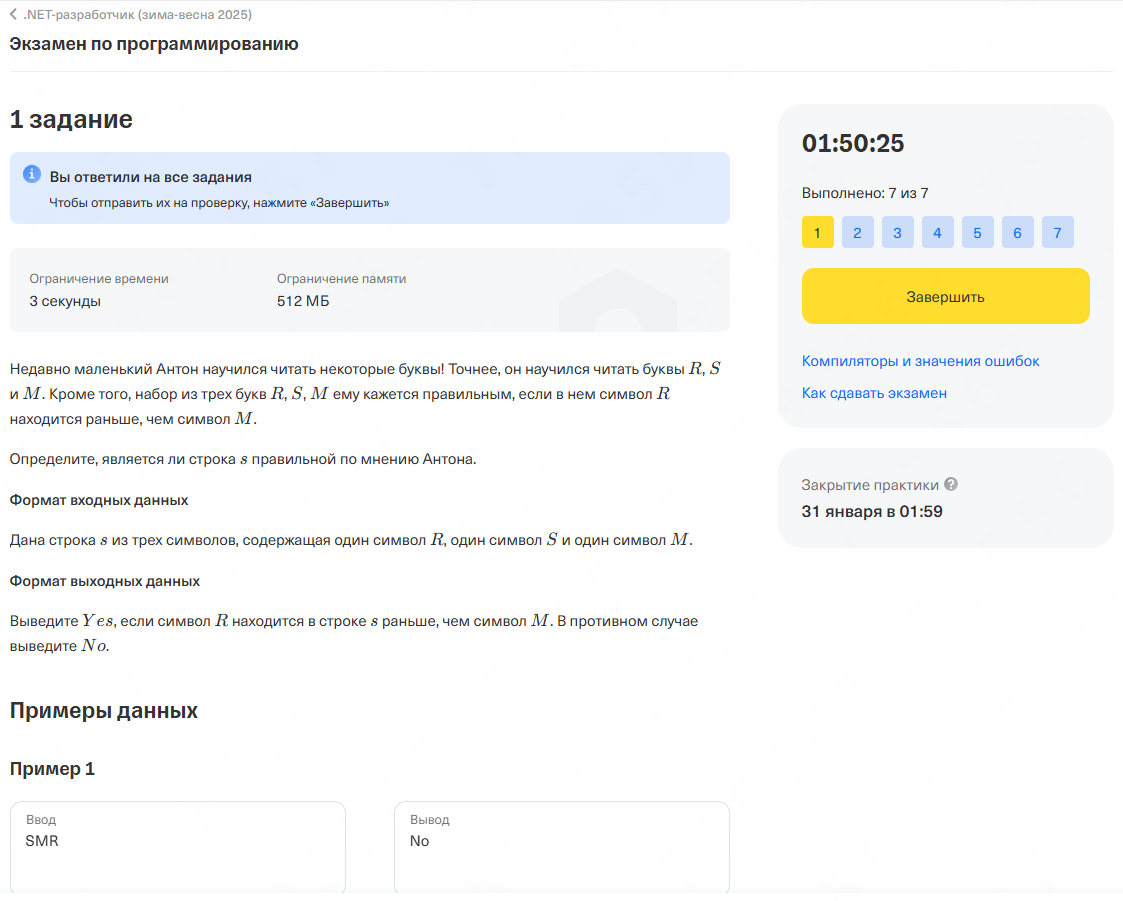 .NET-разработчик (зима-весна 2025)
Экзамен по программированию
1 задание
Вы ответили на все задания
Чтобы отправить их на проверку, нажмите «Завершить»
Ограничение времени
3 секунды
Ограничение памяти
512 МБ
Недавно маленький Антон научился читать некоторые буквы! Точнее, он научился читать буквы R, S
и M. Кроме того, набор из трех букв R, S, M ему кажется правильным, если в нем символ R
находится раньше, чем символ M.
Определите, является ли строка s правильной по мнению Антона.
Формат входных данных
Дана строка s из трех символов, содержащая один символ R, один символ S и один символ M.
Формат выходных данных
Выведите Yes, если символ R находится в строке s раньше, чем символ M. В противном случае
выведите No.
Примеры данных
Пример 1
Ввод
SMR
Вывод
No
01:50:25
Выполнено: 7 из 7
1 2 3 4 5 6 7
Завершить
Компиляторы и значения ошибок
Как сдавать экзамен
Закрытие практики ?
31 января в 01:59